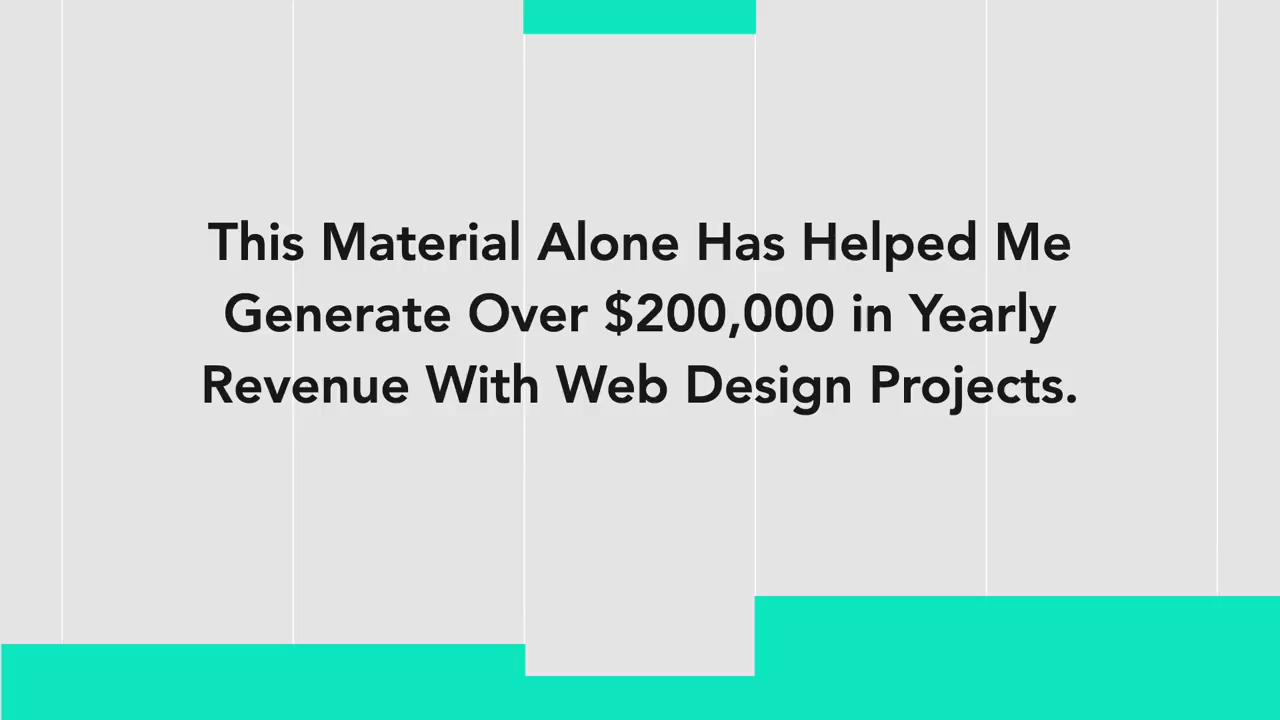 This Material Alone Has Helped Me
Generate Over $200,000 in Yearly
Revenue With Web Design Projects.